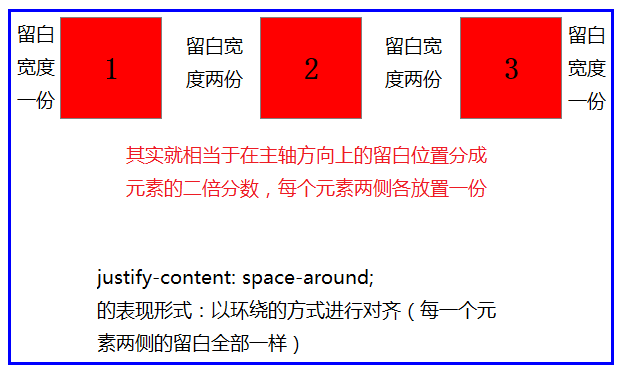 留白
宽度
一份
1
留白宽
度两份
2
留白宽
度两份
3
留白
宽度
一份
其实就相当于在主轴方向上的留白位置分成
元素的二倍分数，每个元素两侧各放置一份
justify-content: space-around;
的表现形式：以环绕的方式进行对齐（每一个元
素两侧的留白全部一样）